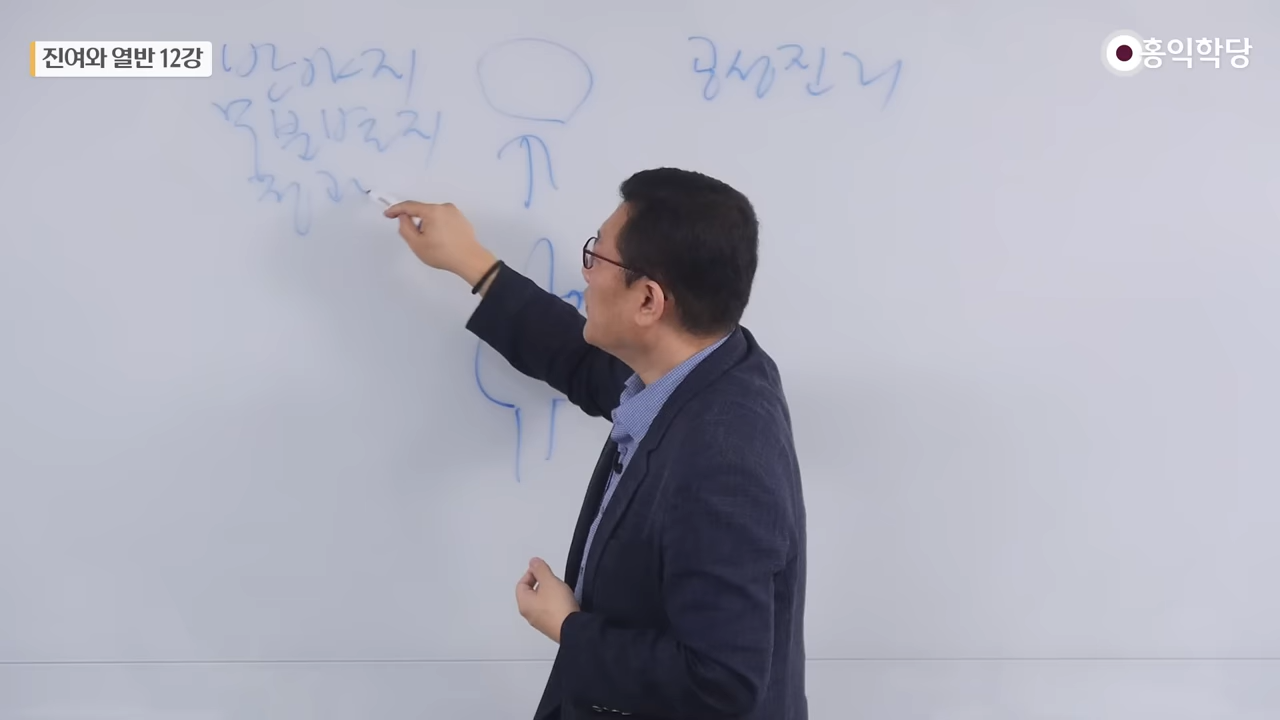 진여와 열반 12강
홍익학당
반야지
무분별지
공성진리